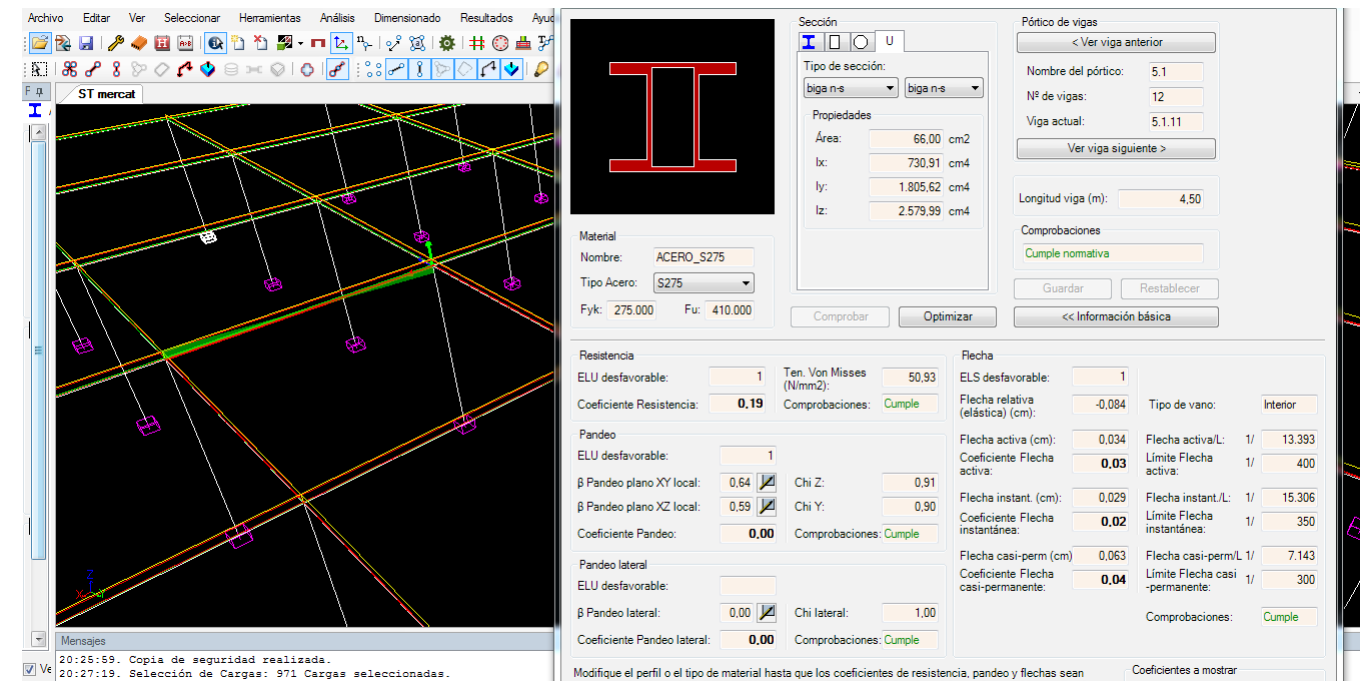 Archivo Editar Ver Seleccionar Herramientas Análisis Dimensionado Resultados
ST mercat
Z
X
Mensajes
20:25:59. Copia de seguridad realizada.
20:27:19. Selección de Cargas: 971 Cargas seleccionadas.
Material
Nombre: ACERO_S275
Tipo Acero: S275
Fyk: 275.000 Fu: 410.000
Sección
U
Tipo de sección:
biga n-s biga n-s
Propiedades
Área: 66,00 cm2
Ix: 730,91 cm4
Iy: 1.805,62 cm4
Iz: 2.579,99 cm4
Comprobar Optimizar
Pórtico de vigas
< Ver viga anterior
Nombre del pórtico: 5.1
Nº de vigas: 12
Viga actual: 5.1.11
Ver viga siguiente >
Longitud viga (m): 4,50
Comprobaciones
Cumple normativa
Guardar Restablecer
<< Información básica
Resistencia
ELU desfavorable: 1 Ten. Von Misses (N/mm2): 50,93
Coeficiente Resistencia: 0,19 Comprobaciones: Cumple
Pandeo
ELU desfavorable: 1
β Pandeo plano XY local: 0,64 Chi Z: 0,91
β Pandeo plano XZ local: 0,59 Chi Y: 0,90
Coeficiente Pandeo: 0,00 Comprobaciones: Cumple
Pandeo lateral
ELU desfavorable:
β Pandeo lateral: 0,00 Chi lateral: 1,00
Coeficiente Pandeo lateral: 0,00 Comprobaciones: Cumple
Flecha
ELS desfavorable: 1
Flecha relativa (elástica) (cm): -0,084 Tipo de vano: Interior
Flecha activa (cm): 0,034 Flecha activa/L: 1/ 13.393
Coeficiente Flecha activa: 0,03 Límite Flecha activa: 1/ 400
Flecha instant. (cm): 0,029 Flecha instant./L: 1/ 15.306
Coeficiente Flecha instantánea: 0,02 Límite Flecha instantánea: 1/ 350
Flecha casi-perm (cm) 0,063 Flecha casi-perm/L 1/ 7.143
Coeficiente Flecha casi-permanente: 0,04 Límite Flecha casi -permanente: 1/ 300
Comprobaciones: Cumple
Modifique el perfil o el tipo de material hasta que los coeficientes de resistencia, pandeo y flechas sean
Coeficientes a mostrar